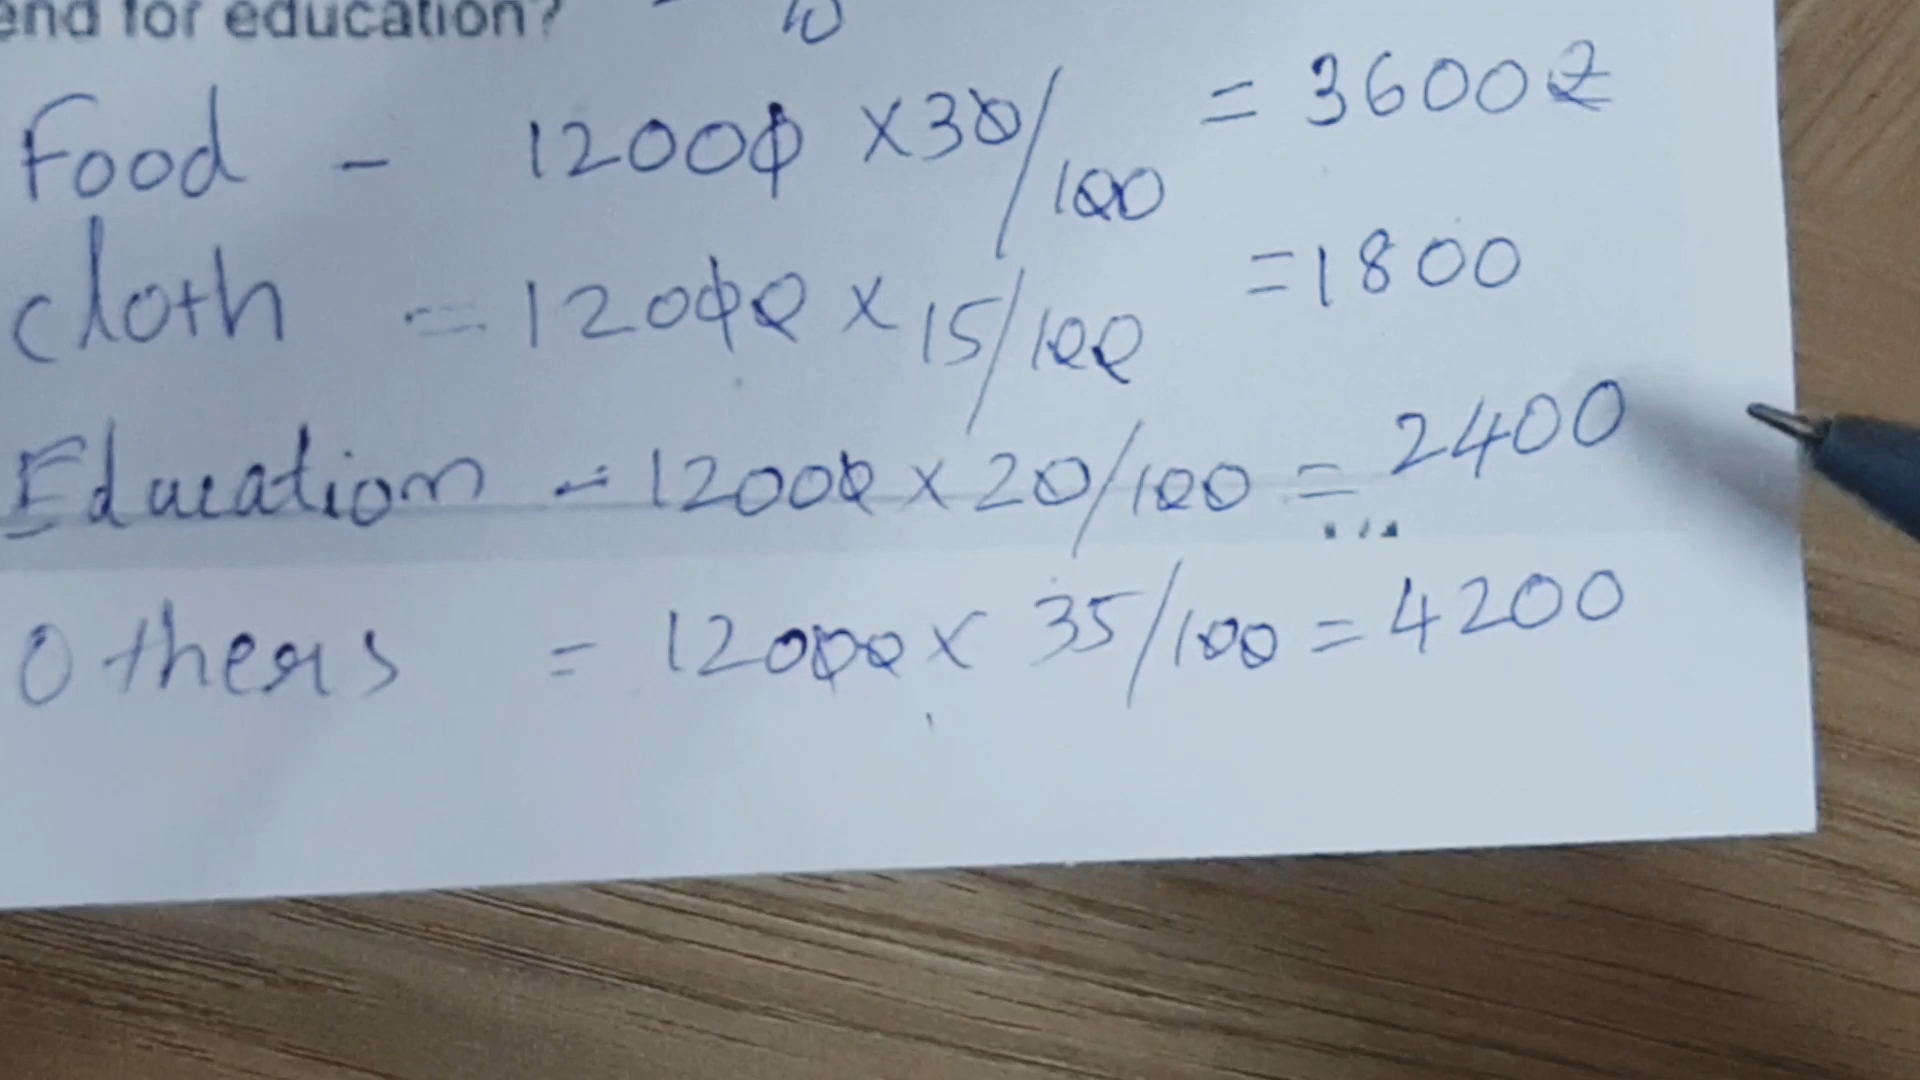 end for education?
10
Food - 12000 ×30/100 = 3600
Cloth = 12000 × 15/100 =1800
Education = 12000 × 20/100 = 2400
Others = 12000× 35/100 = 4200